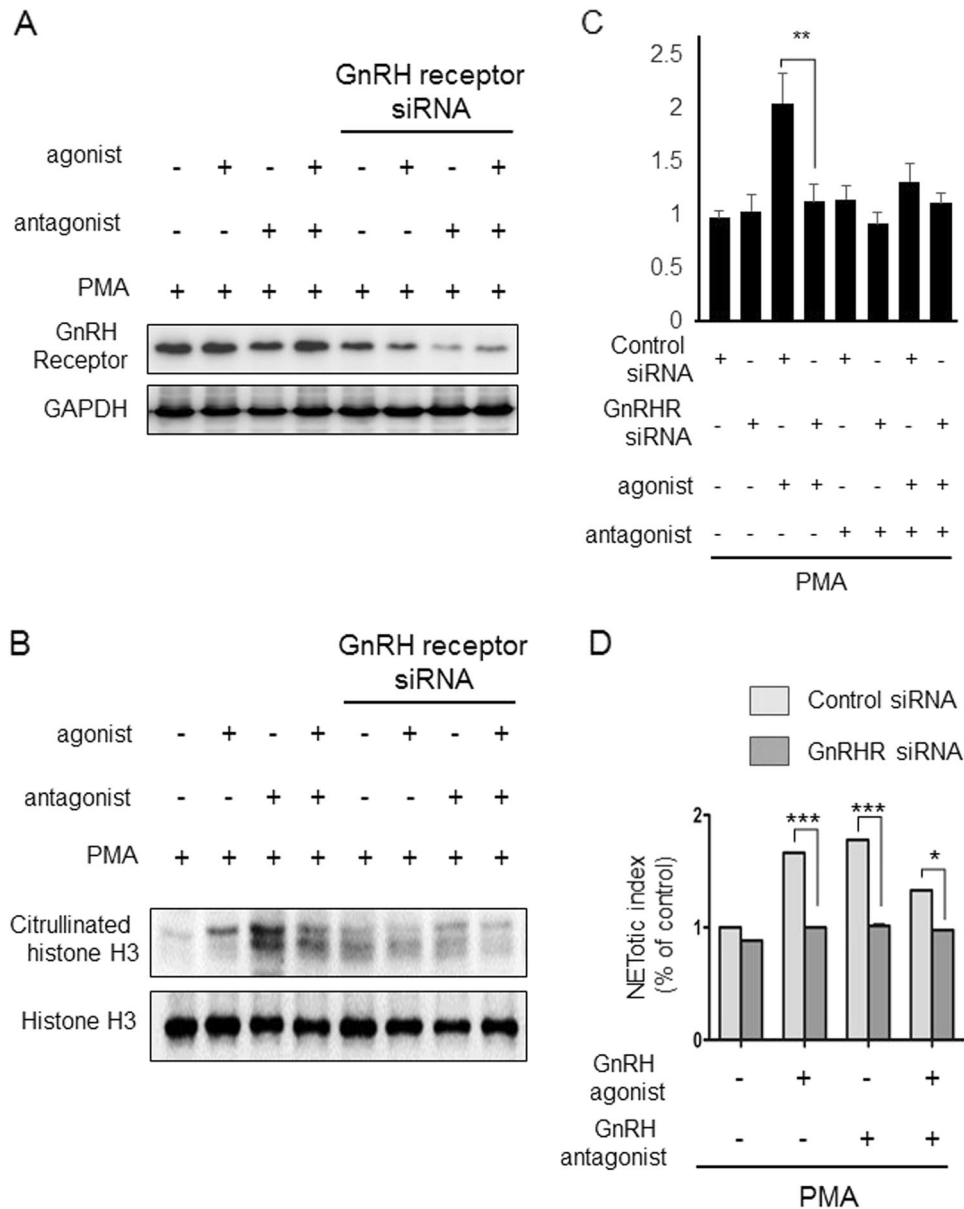 A
GnRH receptor
siRNA
agonist - + - + - + - +
antagonist - - + + - - + +
PMA + + + + + + + +
GnRH
Receptor
GAPDH
C
2.5
2
1.5
1
0.5
0
**
Control
siRNA + - + - + - + -
GnRHR
siRNA - + - + - + - +
agonist - - + + - - + +
antagonist - - - - + + + +
PMA
B
GnRH receptor
siRNA
agonist - + - + - + - +
antagonist - - + + - - + +
PMA + + + + + + + +
Citrullinated
histone H3
Histone H3
D
Control siRNA
GnRHR siRNA
NETotic index
(% of control)
2
1
0
***
***
*
GnRH
agonist - + - +
GnRH
antagonist - - + +
PMA